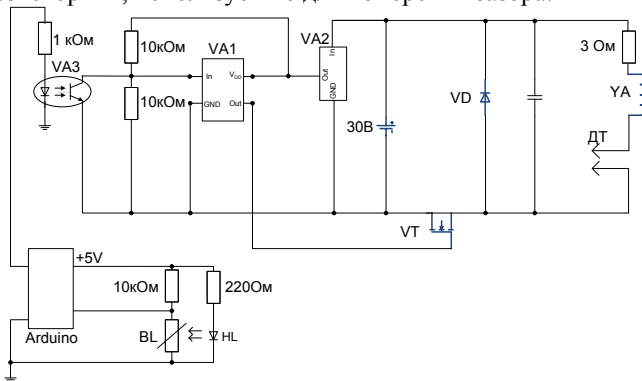 1 кОм
VA3
10кОм
10кОм
VA1
In
VDD
GND
Out
VA2
In
Out
GND
30В
VD
3 Ом
YA
ДТ
VT
+5V
10кОм
220Ом
BL
HL
Arduino